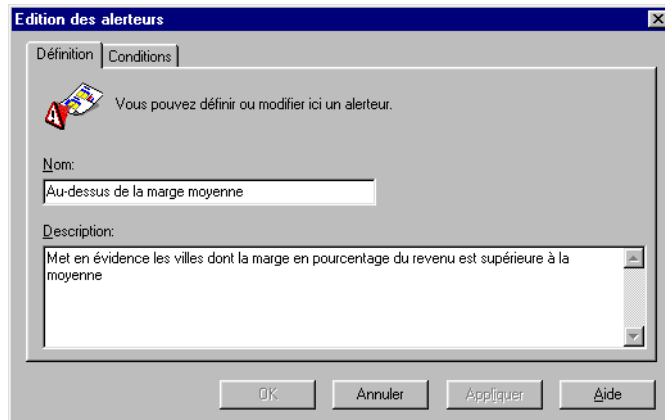 Edition des alerteurs
Définition
Conditions
Vous pouvez définir ou modifier ici un alerteur.
Nom:
Au-dessus de la marge moyenne
Description:
Met en évidence les villes dont la marge en pourcentage du revenu est supérieure à la
moyenne
OK
Annuler
Appliquer
Aide